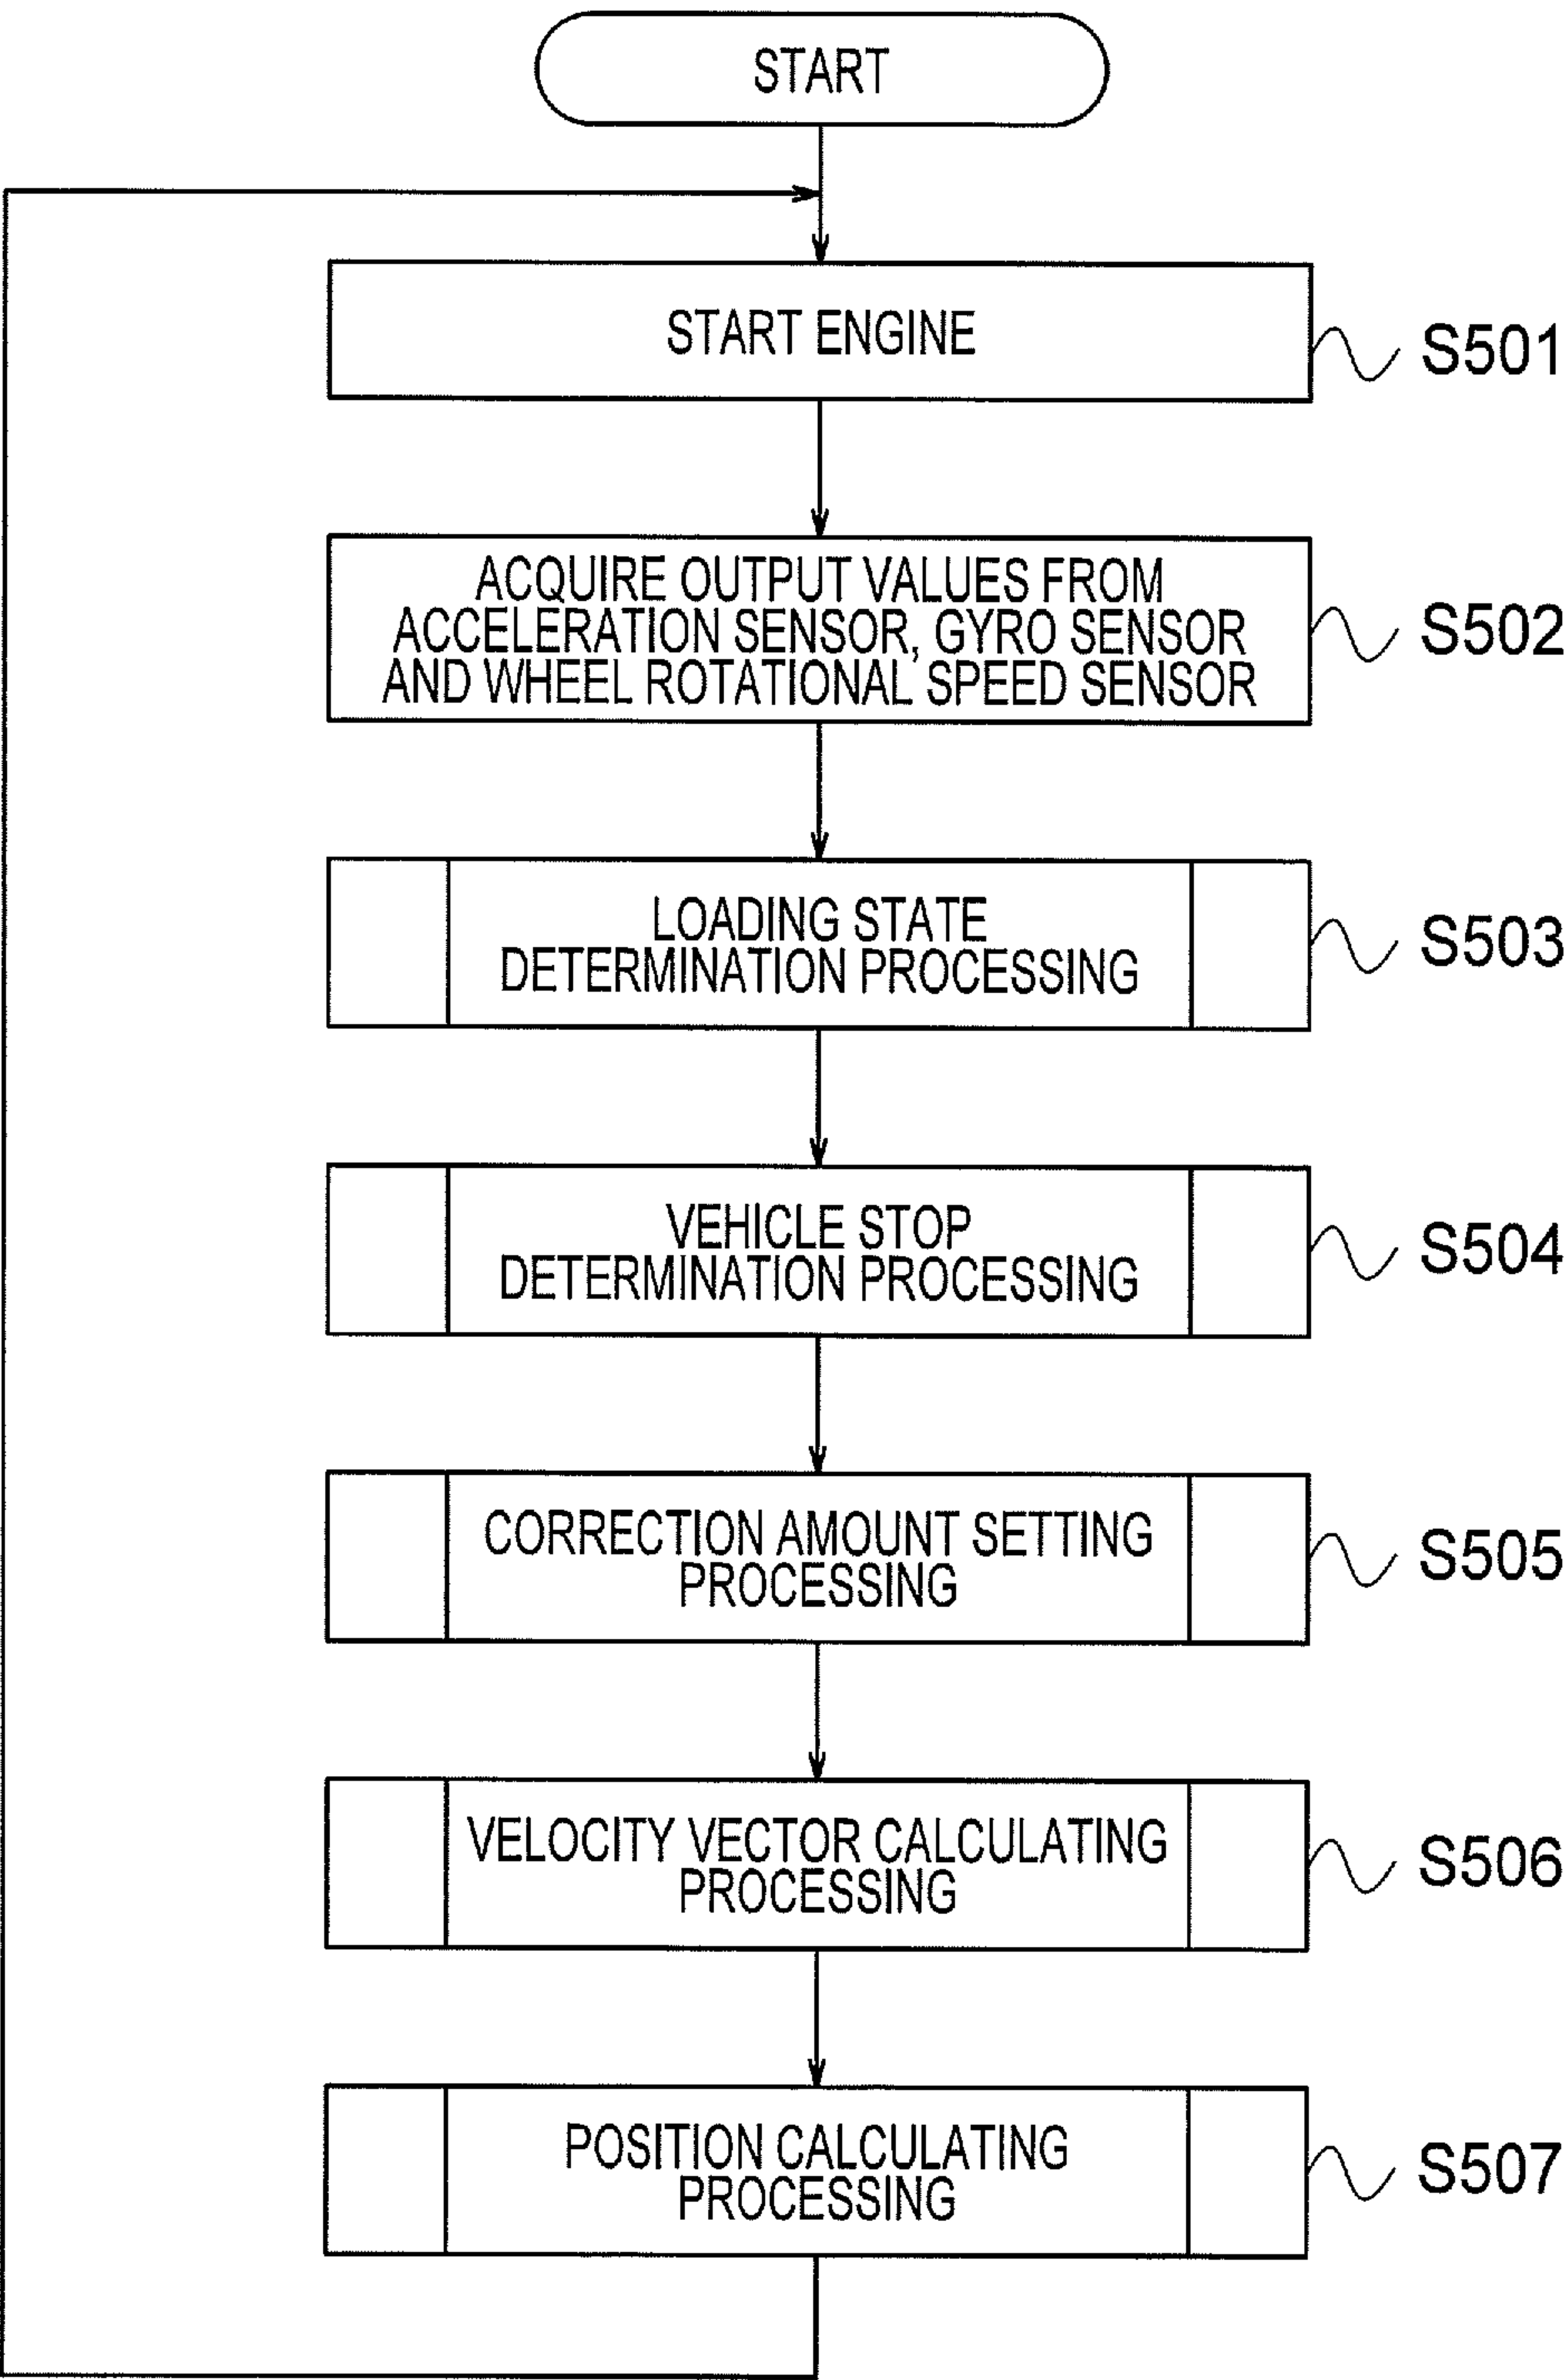 START
START ENGINE
S501
ACQUIRE OUTPUT VALUES FROM
ACCELERATION SENSOR, GYRO SENSOR
AND WHEEL ROTATIONAL SPEED SENSOR
S502
LOADING STATE
DETERMINATION PROCESSING
S503
VEHICLE STOP
DETERMINATION PROCESSING
S504
CORRECTION AMOUNT SETTING
PROCESSING
S505
VELOCITY VECTOR CALCULATING
PROCESSING
S506
POSITION CALCULATING
PROCESSING
S507